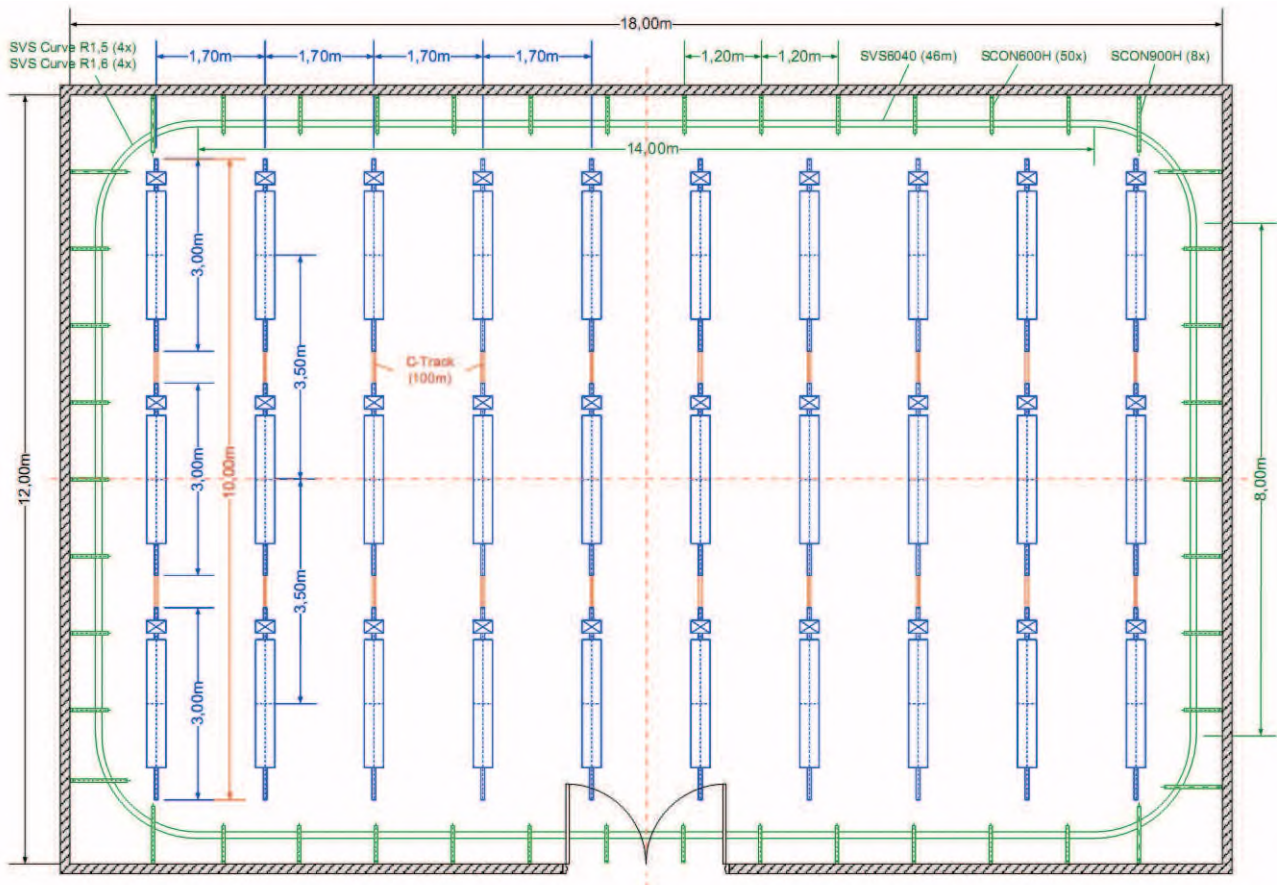 18,00m
SVS Curve R1,5 (4x)
SVS Curve R1,6 (4x)
1,70m
1,70m
1,70m
1,70m
1,20m
1,20m
SVS6040 (46m)
SCON600H (50x)
SCON900H (8x)
14,00m
3,00m
3,50m
C-Track
(100m)
12,00m
3,00m
10,00m
8,00m
3,50m
3,00m